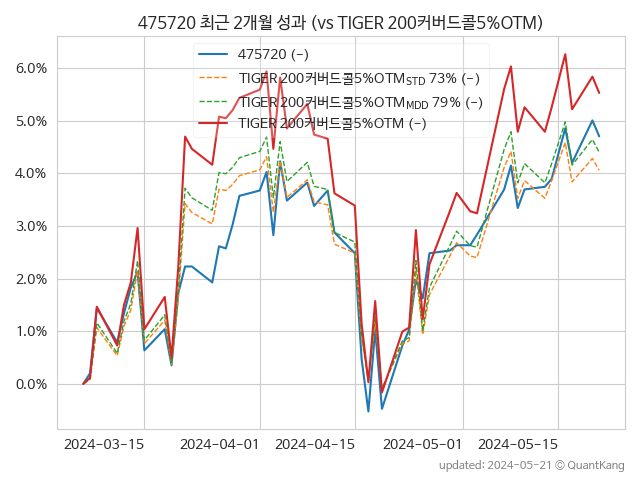 475720 최근 2개월 성과 (vs TIGER 200커버드콜5%OTM)
475720 (-)
TIGER 200커버드콜5%OTM STD 73% (-)
TIGER 200커버드콜5%OTM MDD 79% (-)
TIGER 200커버드콜5%OTM (-)
6.0%
5.0%
4.0%
3.0%
2.0%
1.0%
0.0%
2024-03-15
2024-04-01
2024-04-15
2024-05-01
2024-05-15
updated: 2024-05-21 © QuantKang